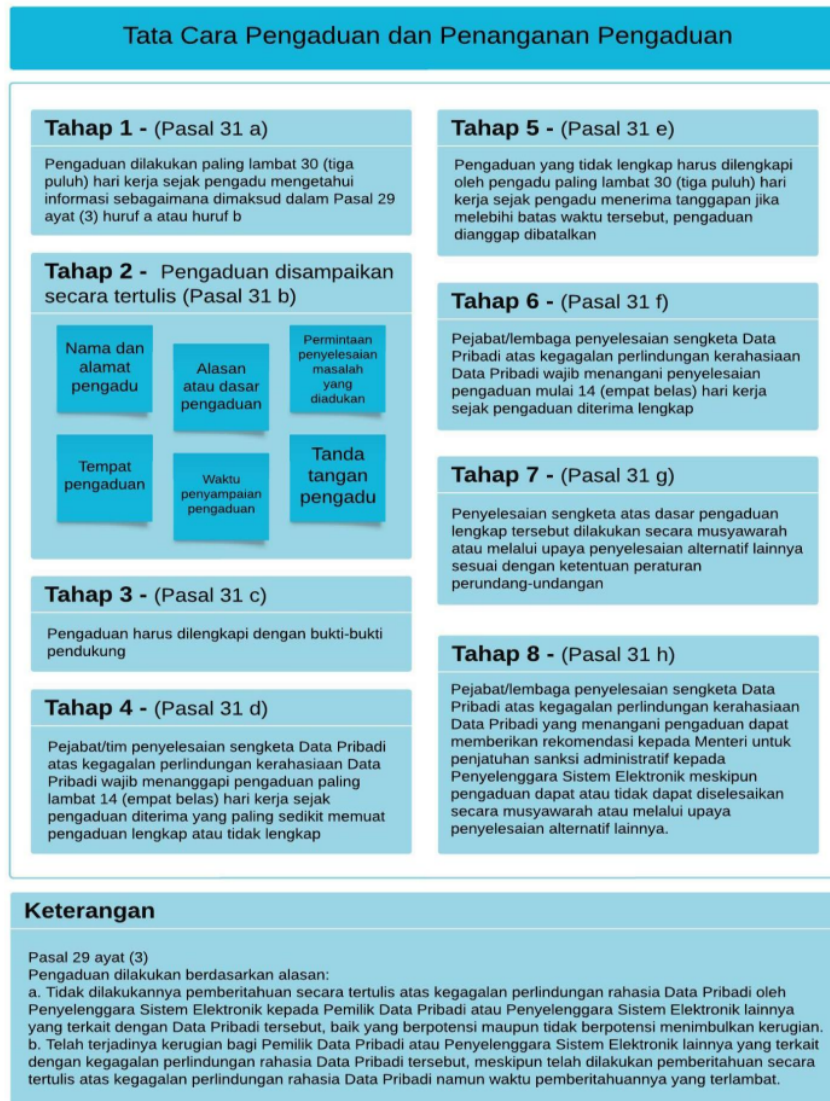 Tata Cara Pengaduan dan Penanganan Pengaduan
Tahap 1 - (Pasal 31 a)
Pengaduan dilakukan paling lambat 30 (tiga
puluh) hari kerja sejak pengadu mengetahui
informasi sebagaimana dimaksud dalam Pasal 29
ayat (3) huruf a atau huruf b
Tahap 2 - Pengaduan disampaikan
secara tertulis (Pasal 31 b)
Nama dan
alamat
pengadu
Alasan
atau dasar
pengaduan
Permintaan
penyelesaian
masalah
yang
diadukan
Tempat
pengaduan
Waktu
penyampaian
pengaduan
Tanda
tangan
pengadu
Tahap 3 - (Pasal 31 c)
Pengaduan harus dilengkapi dengan bukti-bukti
pendukung
Tahap 4 - (Pasal 31 d)
Pejabat/tim penyelesaian sengketa Data Pribadi
atas kegagalan perlindungan kerahasiaan Data
Pribadi wajib menanggapi pengaduan paling
lambat 14 (empat belas) hari kerja sejak
pengaduan diterima yang paling sedikit memuat
pengaduan lengkap atau tidak lengkap
Tahap 5 - (Pasal 31 e)
Pengaduan yang tidak lengkap harus dilengkapi
oleh pengadu paling lambat 30 (tiga puluh) hari
kerja sejak pengadu menerima tanggapan jika
melebihi batas waktu tersebut, pengaduan
dianggap dibatalkan
Tahap 6 - (Pasal 31 f)
Pejabat/lembaga penyelesaian sengketa Data
Pribadi atas kegagalan perlindungan kerahasiaan
Data Pribadi wajib menangani penyelesaian
pengaduan mulai 14 (empat belas) hari kerja
sejak pengaduan diterima lengkap
Tahap 7 - (Pasal 31 g)
Penyelesaian sengketa atas dasar pengaduan
lengkap tersebut dilakukan secara musyawarah
atau melalui upaya penyelesaian alternatif lainnya
sesuai dengan ketentuan peraturan
perundang-undangan
Tahap 8 - (Pasal 31 h)
Pejabat/lembaga penyelesaian sengketa Data
Pribadi atas kegagalan perlindungan kerahasiaan
Data Pribadi yang menangani pengaduan dapat
memberikan rekomendasi kepada Menteri untuk
penjatuhan sanksi administratif kepada
Penyelenggara Sistem Elektronik meskipun
pengaduan dapat atau tidak dapat diselesaikan
secara musyawarah atau melalui upaya
penyelesaian alternatif lainnya.
Keterangan
Pasal 29 ayat (3)
Pengaduan dilakukan berdasarkan alasan:
a. Tidak dilakukannya pemberitahuan secara tertulis atas kegagalan perlindungan rahasia Data Pribadi oleh
Penyelenggara Sistem Elektronik kepada Pemilik Data Pribadi atau Penyelenggara Sistem Elektronik lainnya
yang terkait dengan Data Pribadi tersebut, baik yang berpotensi maupun tidak berpotensi menimbulkan kerugian.
b. Telah terjadinya kerugian bagi Pemilik Data Pribadi atau Penyelenggara Sistem Elektronik lainnya yang terkait
dengan kegagalan perlindungan rahasia Data Pribadi tersebut, meskipun telah dilakukan pemberitahuan secara
tertulis atas kegagalan perlindungan rahasia Data Pribadi namun waktu pemberitahuannya yang terlambat.